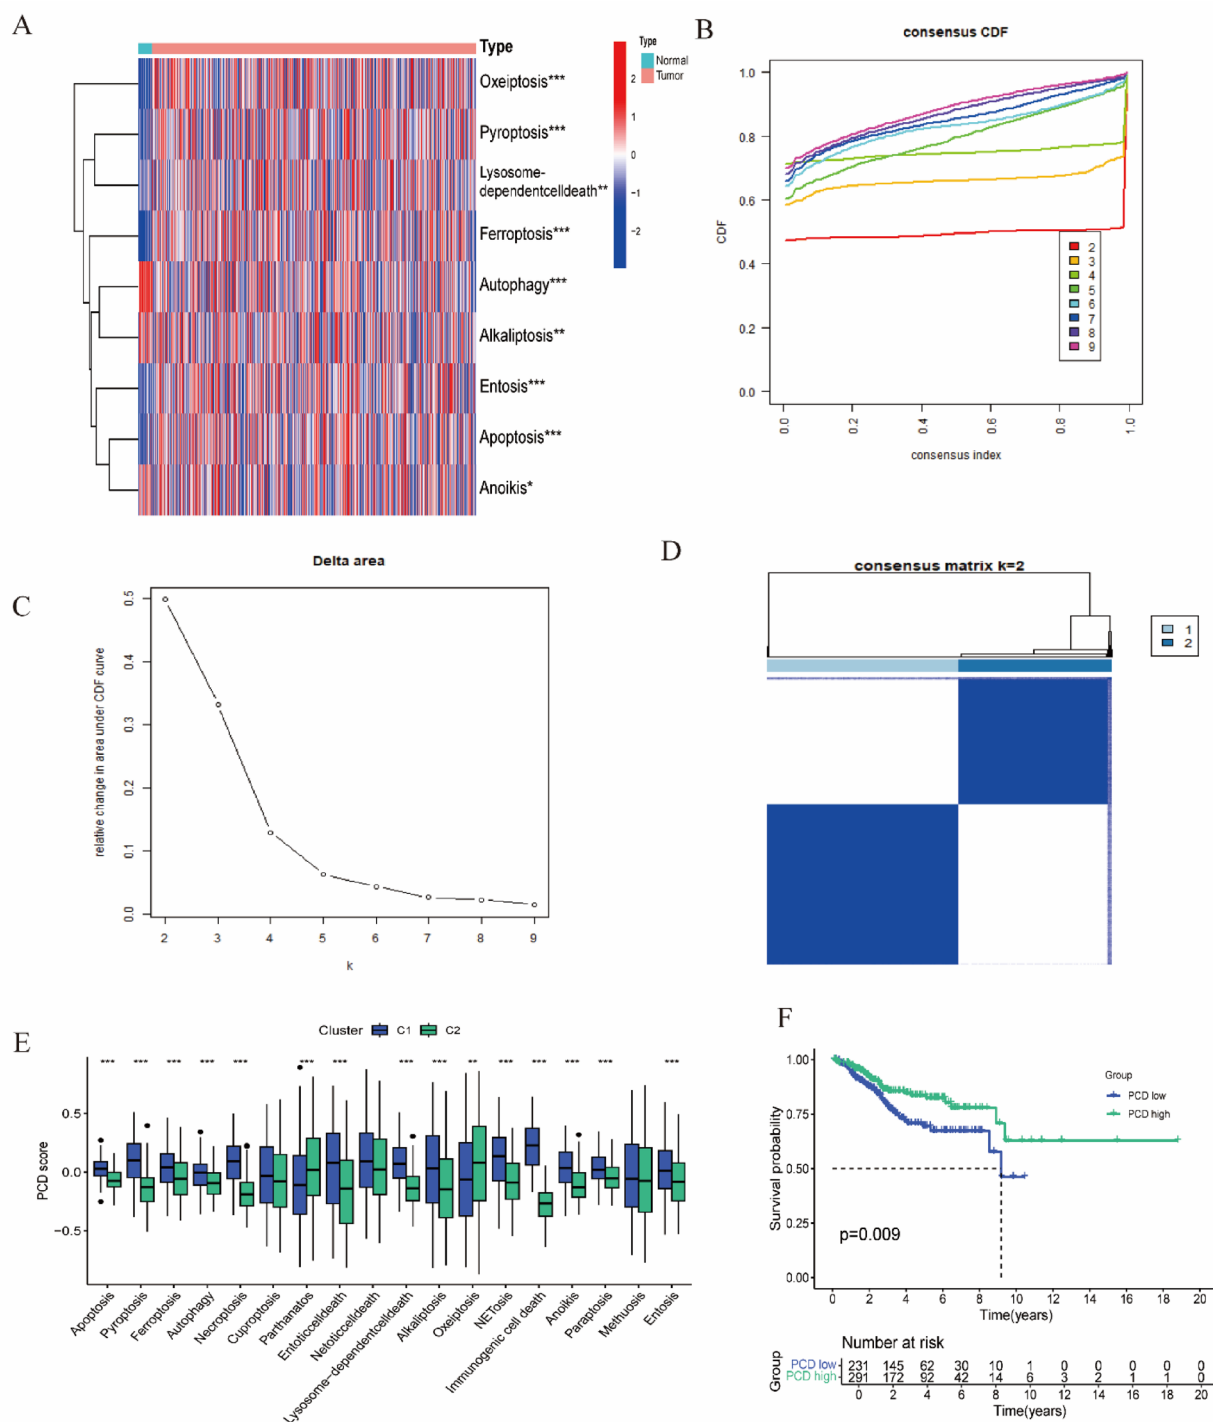 A
Type
Oxeiptosis***
Pyroptosis***
Lysosome-
dependentcelldeath**
Ferroptosis***
Autophagy***
Alkaliptosis**
Entosis***
Apoptosis***
Anoikis*
Type
Normal
Tumor
2
1
0
−1
−2
B
consensus CDF
CDF
1.0
0.8
0.6
0.4
0.2
0.0
2
3
4
5
6
7
8
9
0.0 0.2 0.4 0.6 0.8 1.0
consensus index
C
Delta area
relative change in area under CDF curve
0.5
0.4
0.3
0.2
0.1
0.0
2 3 4 5 6 7 8 9
k
D
consensus matrix k=2
1
2
E
Cluster C1 C2
*** *** *** *** *** *** *** *** *** ** *** *** *** *** ***
PCD score
0.5
0.0
−0.5
Apoptosis
Pyroptosis
Ferroptosis
Autophagy
Necroptosis
Cuproptosis
Parthanatos
Entoticcelldeath
Netoticcelldeath
Lysosome−dependentcelldeath
Alkaliptosis
Oxeiptosis
NETosis
Immunogenic cell death
Anoikis
Paraptosis
Methuosis
Entosis
F
Survival probability
1.00
0.75
0.50
0.25
0.00
Group
PCD low
PCD high
p=0.009
0 2 4 6 8 10 12 14 16 18 20
Time(years)
Number at risk
Group
PCD low 231 145 62 30 10 1 0 0 0 0 0
PCD high 291 172 92 42 14 6 3 2 1 1 0
0 2 4 6 8 10 12 14 16 18 20
Time(years)